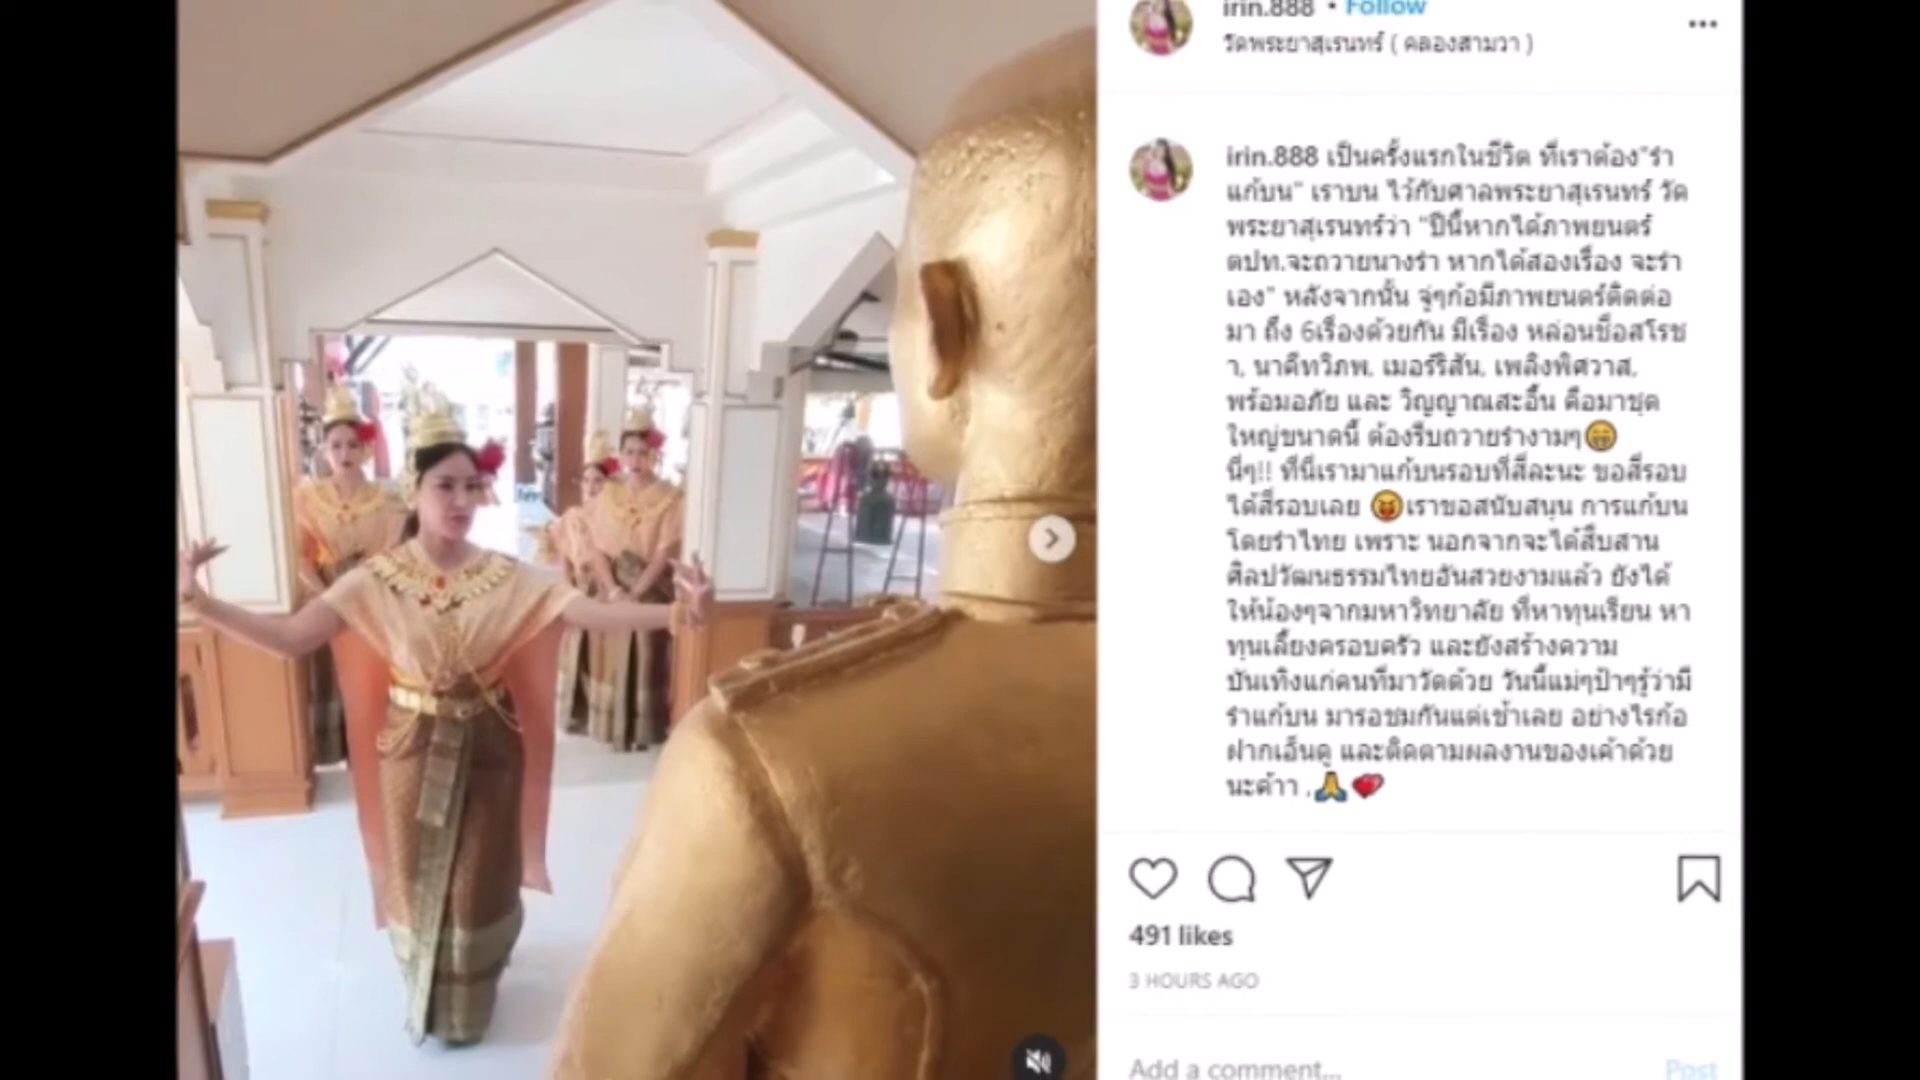 irin.888 • Follow
วัดพระยาสุเรนทร์ ( คลองสามวา )
irin.888 เป็นครั้งแรกในชีวิต ที่เราต้อง"รำ
แก้บน" เราบน ไว้กับศาลพระยาสุเรนทร์ วัด
พระยาสุเรนทร์ว่า "ปีนี้หากได้ภาพยนตร์
ตปท.จะถวายนางรำ หากได้สองเรื่อง จะรำ
เอง" หลังจากนั้น จู่ๆก้อมีภาพยนตร์ติดต่อ
มา ถึง 6เรื่องด้วยกัน มีเรื่อง หล่อนชื่อสโรช
า, นาคีทวิภพ, เมอร์ริสัน, เพลิงพิศวาส,
พร้อมอภัย และ วิญญาณสะอื้น คือมาชุด
ใหญ่ขนาดนี้ ต้องรีบถวายรำงามๆ😁
นี่ๆ!! ที่นี่เรามาแก้บนรอบที่สี่ละนะ ขอสี่รอบ
ได้สี่รอบเลย 😝เราขอสนับสนุน การแก้บน
โดยรำไทย เพราะ นอกจากจะได้สืบสาน
ศิลปวัฒนธรรมไทยอันสวยงามแล้ว ยังได้
ให้น้องๆจากมหาวิทยาลัย ที่หาทุนเรียน หา
ทุนเลี้ยงครอบครัว และยังสร้างความ
บันเทิงแก่คนที่มาวัดด้วย วันนี้แม่ๆป้าๆรู้ว่ามี
รำแก้บน มารอชมกันแต่เช้าเลย อย่างไรก้อ
ฝากเอ็นดู และติดตามผลงานของเค้าด้วย
นะค้าา ,🙏💕
491 likes
3 HOURS AGO
Add a comment... Post